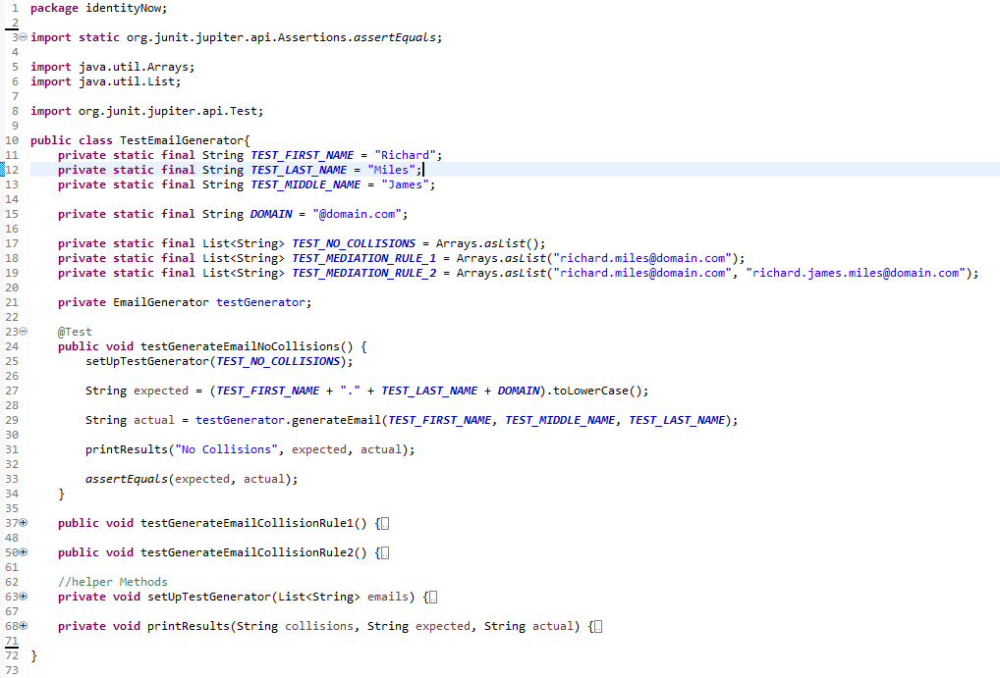 1 package identityNow;
2
3 import static org.junit.jupiter.api.Assertions.assertEquals;
4
5 import java.util.Arrays;
6 import java.util.List;
7
8 import org.junit.jupiter.api.Test;
9
10 public class TestEmailGenerator{
11 private static final String TEST_FIRST_NAME = "Richard";
12 private static final String TEST_LAST_NAME = "Miles";
13 private static final String TEST_MIDDLE_NAME = "James";
14
15 private static final String DOMAIN = "@domain.com";
16
17 private static final List<String> TEST_NO_COLLISIONS = Arrays.asList();
18 private static final List<String> TEST_MEDIATION_RULE_1 = Arrays.asList("richard.miles@domain.com");
19 private static final List<String> TEST_MEDIATION_RULE_2 = Arrays.asList("richard.miles@domain.com", "richard.james.miles@domain.com");
20
21 private EmailGenerator testGenerator;
22
23 @Test
24 public void testGenerateEmailNoCollisions() {
25 setUpTestGenerator(TEST_NO_COLLISIONS);
26
27 String expected = (TEST_FIRST_NAME + "." + TEST_LAST_NAME + DOMAIN).toLowerCase();
28
29 String actual = testGenerator.generateEmail(TEST_FIRST_NAME, TEST_MIDDLE_NAME, TEST_LAST_NAME);
30
31 printResults("No Collisions", expected, actual);
32
33 assertEquals(expected, actual);
34 }
35
37 public void testGenerateEmailCollisionRule1() {
48
50 public void testGenerateEmailCollisionRule2() {
61
62 //helper Methods
63 private void setUpTestGenerator(List<String> emails) {
67
68 private void printResults(String collisions, String expected, String actual) {
71
72 }
73